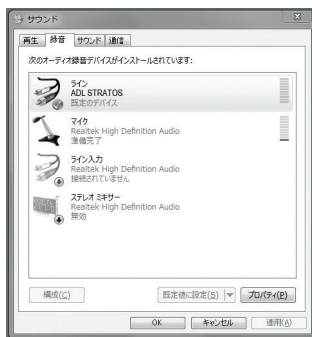 サウンド
再生 録音 サウンド 通信
次のオーディオ録音デバイスがインストールされています:
ライン
ADL STRATOS
既定のデバイス
マイク
Realtek High Definition Audio
準備完了
ライン入力
Realtek High Definition Audio
接続されていません
ステレオ ミキサー
Realtek High Definition Audio
無効
構成(C) 既定値に設定(S) プロパティ(P)
OK キャンセル 適用(A)